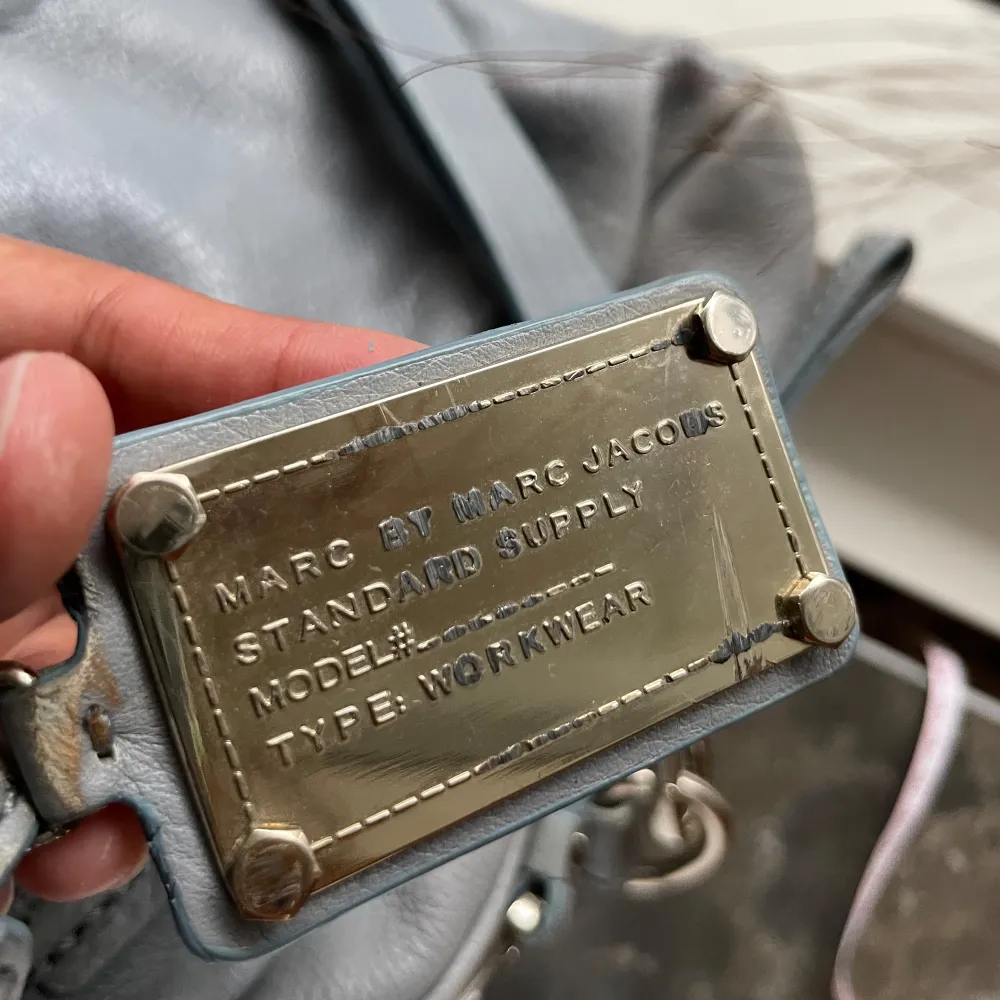 MARC BY MARC JACOBS
STANDARD SUPPLY
MODEL#_ _ _ _ _ _ _ _
TYPE: WORKWEAR